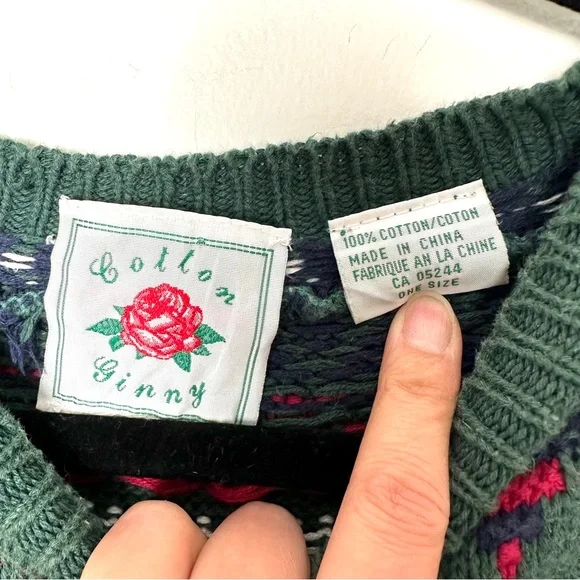 Cotton
Ginny
100% COTTON/COTON
MADE IN CHINA
FABRIQUE AN LA CHINE
CA 05244
ONE SIZE